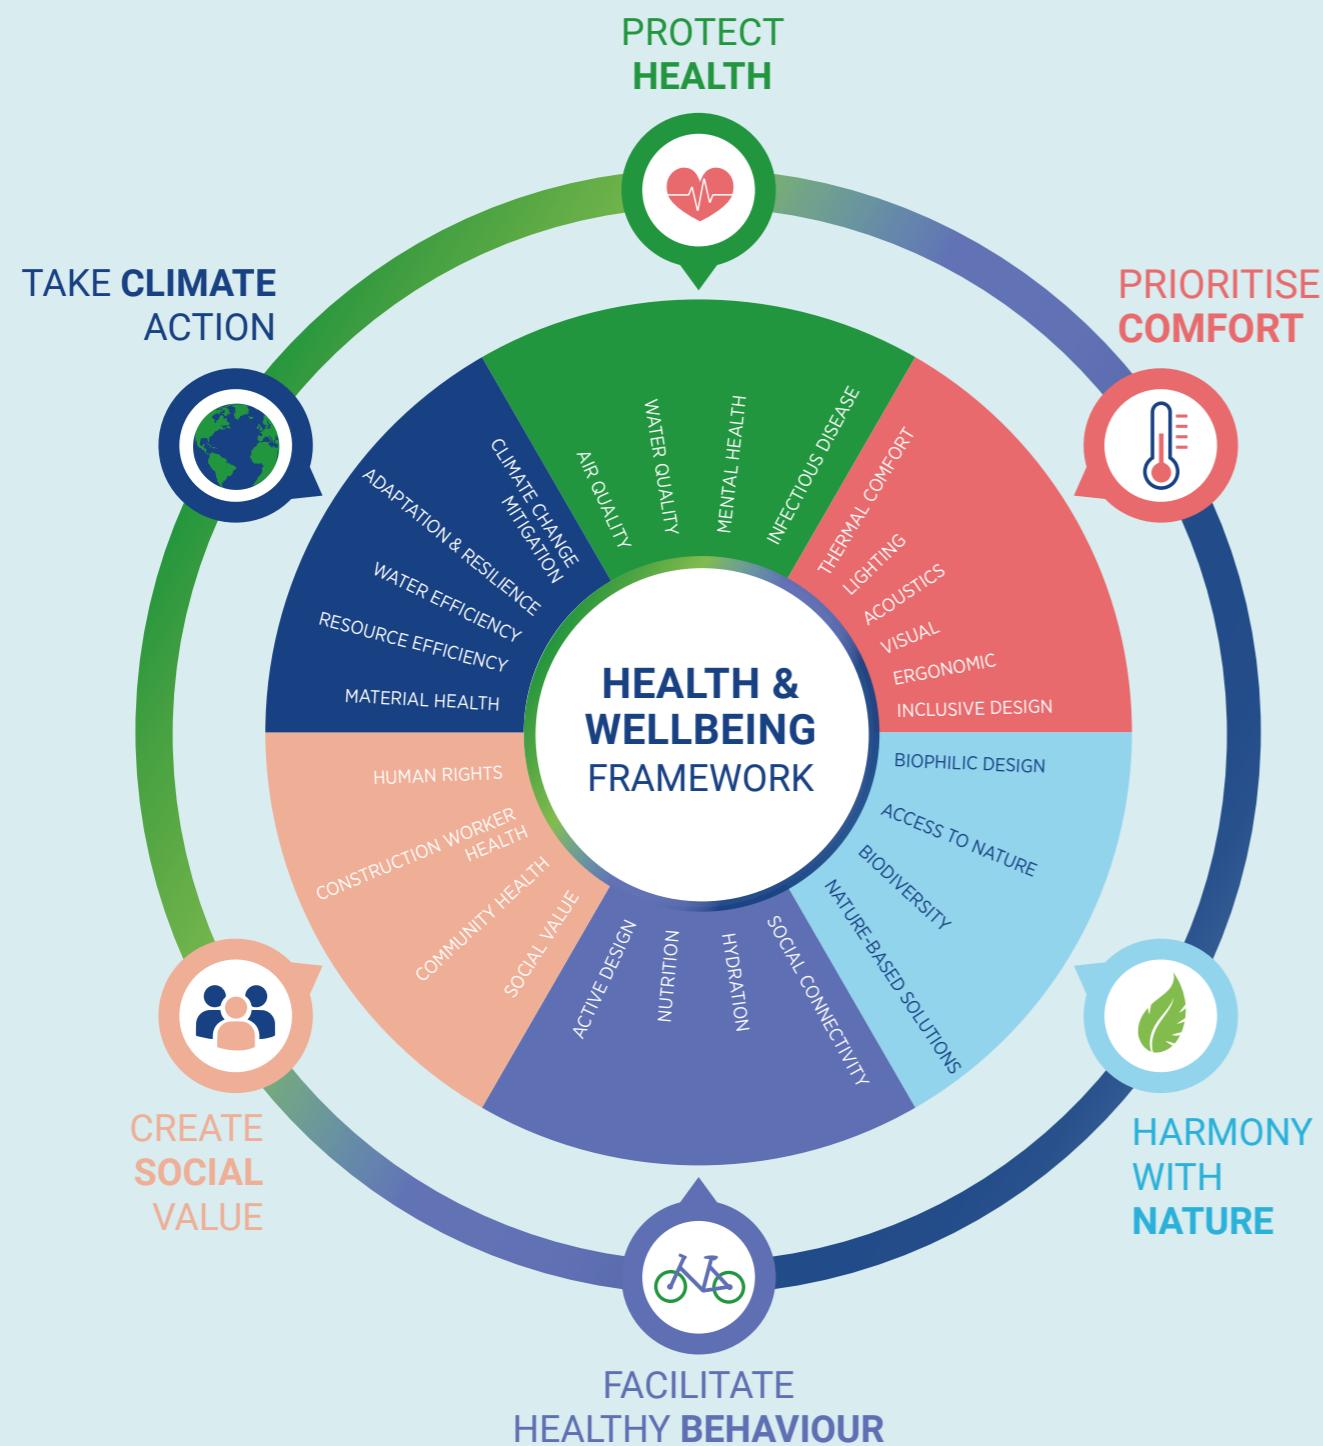 PROTECT
HEALTH
PRIORITISE
COMFORT
HARMONY
WITH
NATURE
FACILITATE
HEALTHY BEHAVIOUR
CREATE
SOCIAL
VALUE
TAKE CLIMATE
ACTION
HEALTH &
WELLBEING
FRAMEWORK
AIR QUALITY
WATER QUALITY
MENTAL HEALTH
INFECTIOUS DISEASE
THERMAL COMFORT
LIGHTING
ACOUSTICS
VISUAL
ERGONOMIC
INCLUSIVE DESIGN
BIOPHILIC DESIGN
ACCESS TO NATURE
BIODIVERSITY
NATURE-BASED SOLUTIONS
SOCIAL CONNECTIVITY
HYDRATION
NUTRITION
ACTIVE DESIGN
SOCIAL VALUE
COMMUNITY HEALTH
CONSTRUCTION WORKER
HEALTH
HUMAN RIGHTS
MATERIAL HEALTH
RESOURCE EFFICIENCY
WATER EFFICIENCY
ADAPTATION & RESILIENCE
CLIMATE CHANGE
MITIGATION